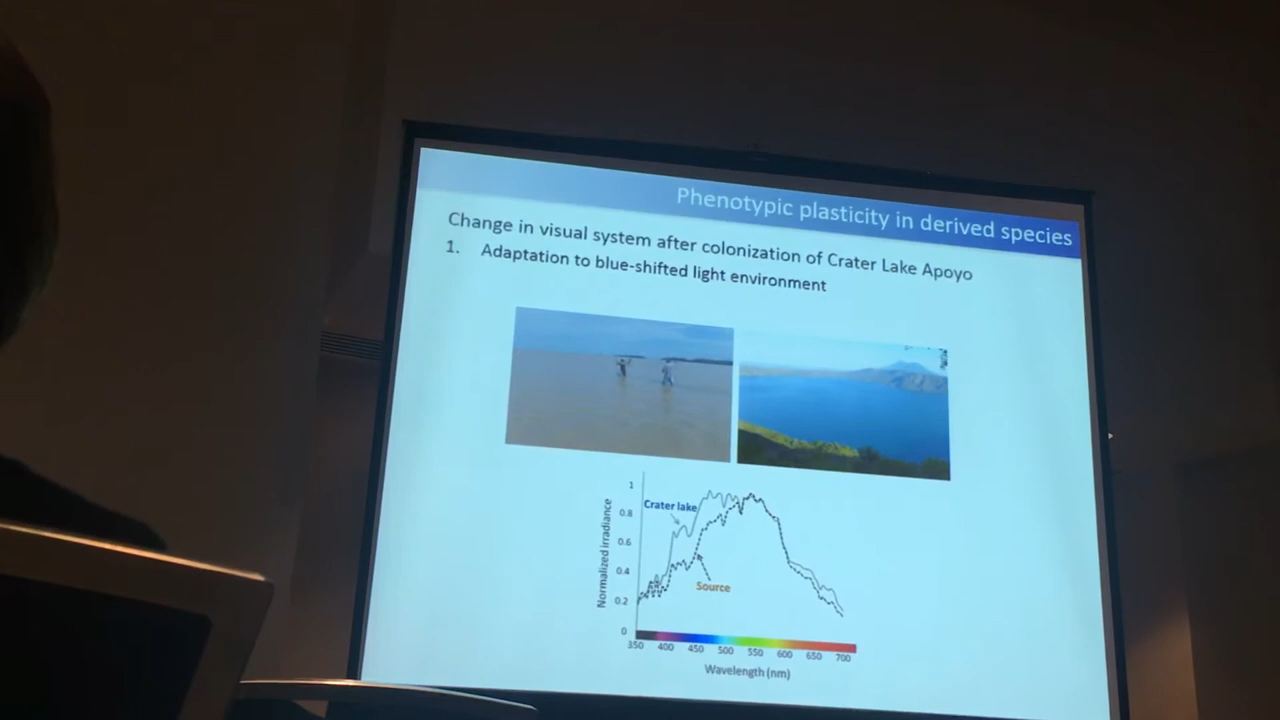 Phenotypic plasticity in derived species
Change in visual system after colonization of Crater Lake Apoyo
1. Adaptation to blue-shifted light environment
Normalized irradiance
1
0.8
0.6
0.4
0.2
0
Crater lake
Source
350 400 450 500 550 600 650 700
Wavelength (nm)